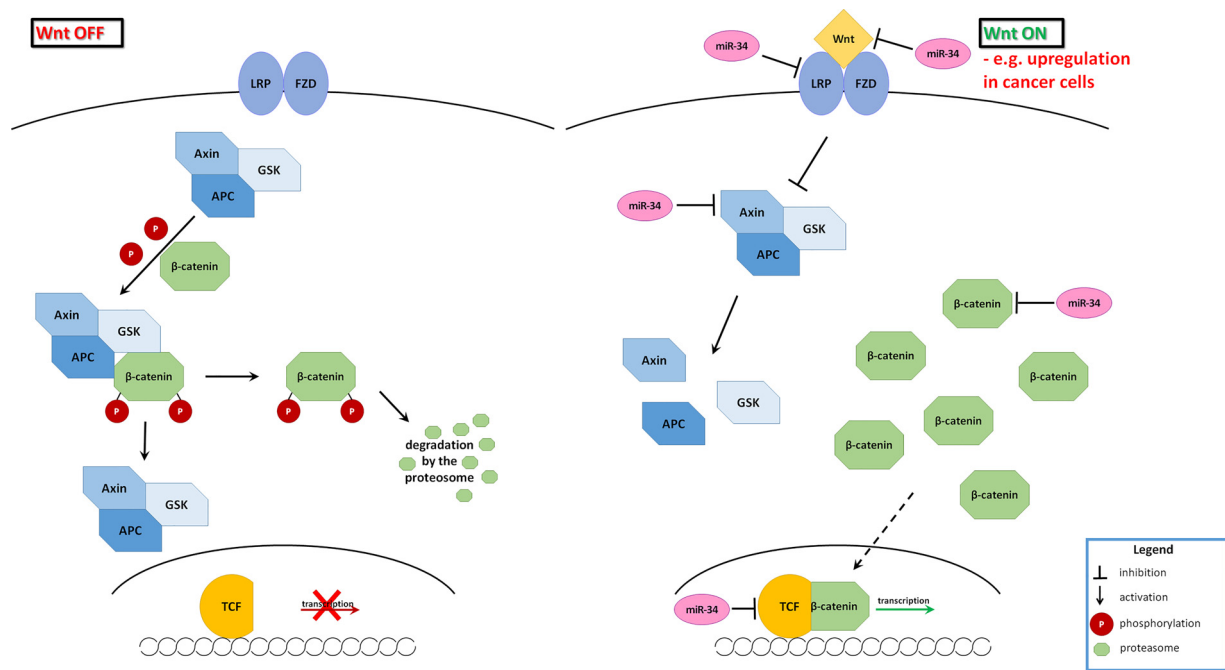 Wnt OFF
LRP
FZD
Axin
GSK
APC
P
P
β-catenin
Axin
GSK
APC
β-catenin
P
P
β-catenin
P
P
degradation
by the
proteosome
Axin
GSK
APC
TCF
transcription
Wnt ON
- e.g. upregulation
in cancer cells
miR-34
Wnt
miR-34
LRP
FZD
miR-34
Axin
GSK
APC
β-catenin
miR-34
Axin
GSK
APC
β-catenin
β-catenin
β-catenin
β-catenin
β-catenin
miR-34
TCF
β-catenin
transcription
Legend
inhibition
activation
P
phosphorylation
proteasome